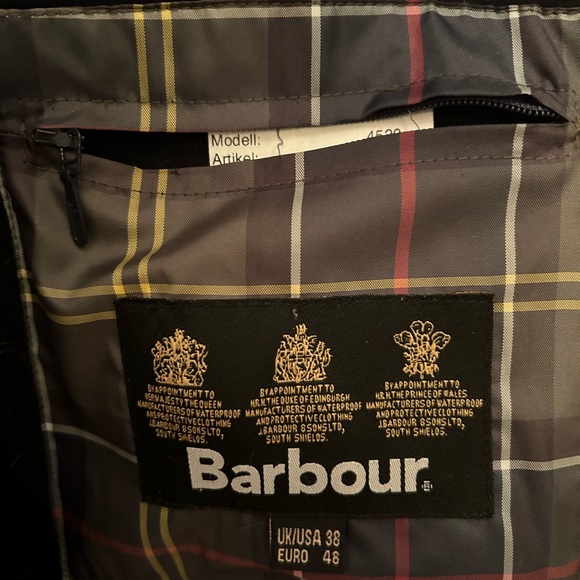 Modell: 4520
Artikel:
BY APPOINTMENT TO
HER MAJESTY THE QUEEN
MANUFACTURERS OF WATERPROOF
AND PROTECTIVE CLOTHING
J.BARBOUR & SONS LTD,
SOUTH SHIELDS.
BY APPOINTMENT TO
H.R.H. THE DUKE OF EDINBURGH
MANUFACTURERS OF WATERPROOF
AND PROTECTIVE CLOTHING
J.BARBOUR & SONS LTD,
SOUTH SHIELDS.
BY APPOINTMENT TO
H.R.H. THE PRINCE OF WALES
MANUFACTURERS OF WATERPROOF
AND PROTECTIVE CLOTHING
J.BARBOUR & SONS LTD,
SOUTH SHIELDS.
Barbour
UK/USA 38
EURO 48